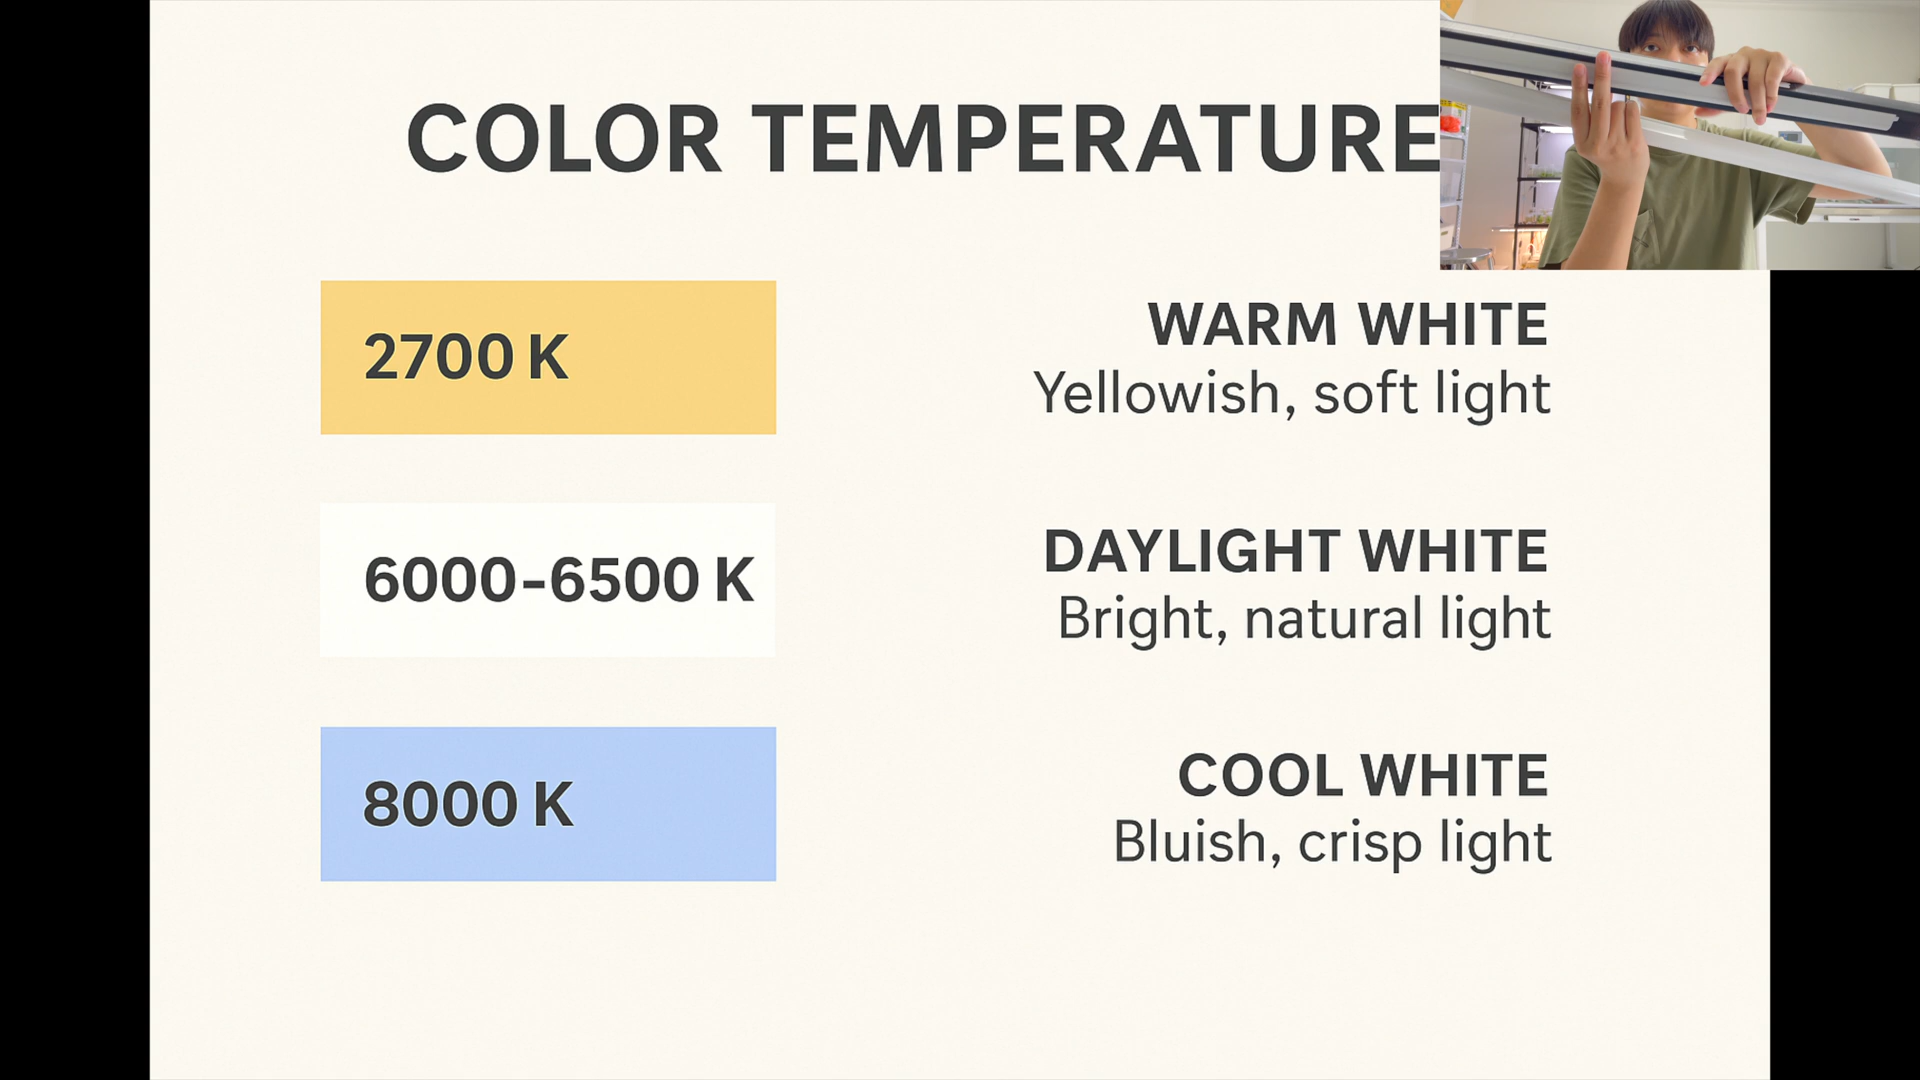 COLOR TEMPERATURE
2700 K
WARM WHITE
Yellowish, soft light
6000-6500 K
DAYLIGHT WHITE
Bright, natural light
8000 K
COOL WHITE
Bluish, crisp light